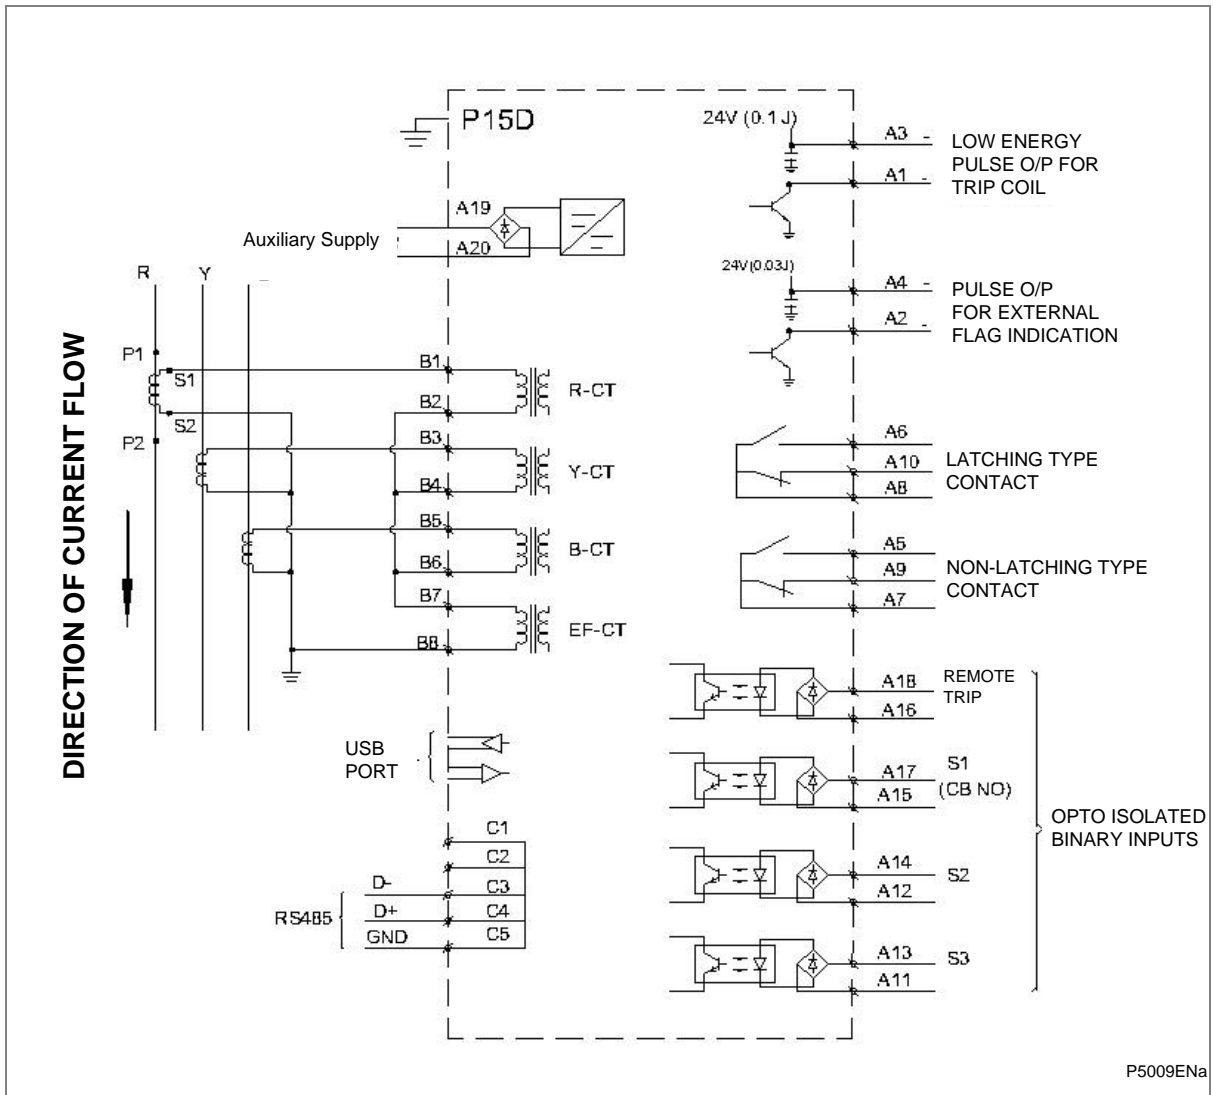 P15D
24V (0.1 J)
A3 -
A1 -
LOW ENERGY
PULSE O/P FOR
TRIP COIL
Auxiliary Supply
A19
A20
24V(0.03J)
A4 -
A2 -
PULSE O/P
FOR EXTERNAL
FLAG INDICATION
R Y
DIRECTION OF CURRENT FLOW
P1
S1
S2
P2
B1
B2
R-CT
B3
B4
Y-CT
B5
B6
B-CT
B7
B8
EF-CT
A6
A10
A8
LATCHING TYPE
CONTACT
A5
A9
A7
NON-LATCHING TYPE
CONTACT
A18
A16
REMOTE
TRIP
USB
PORT
A17
A15
S1
(CB NO)
OPTO ISOLATED
BINARY INPUTS
A14
A12
S2
A13
A11
S3
C1
C2
RS485
D- C3
D+ C4
GND C5
P5009ENa